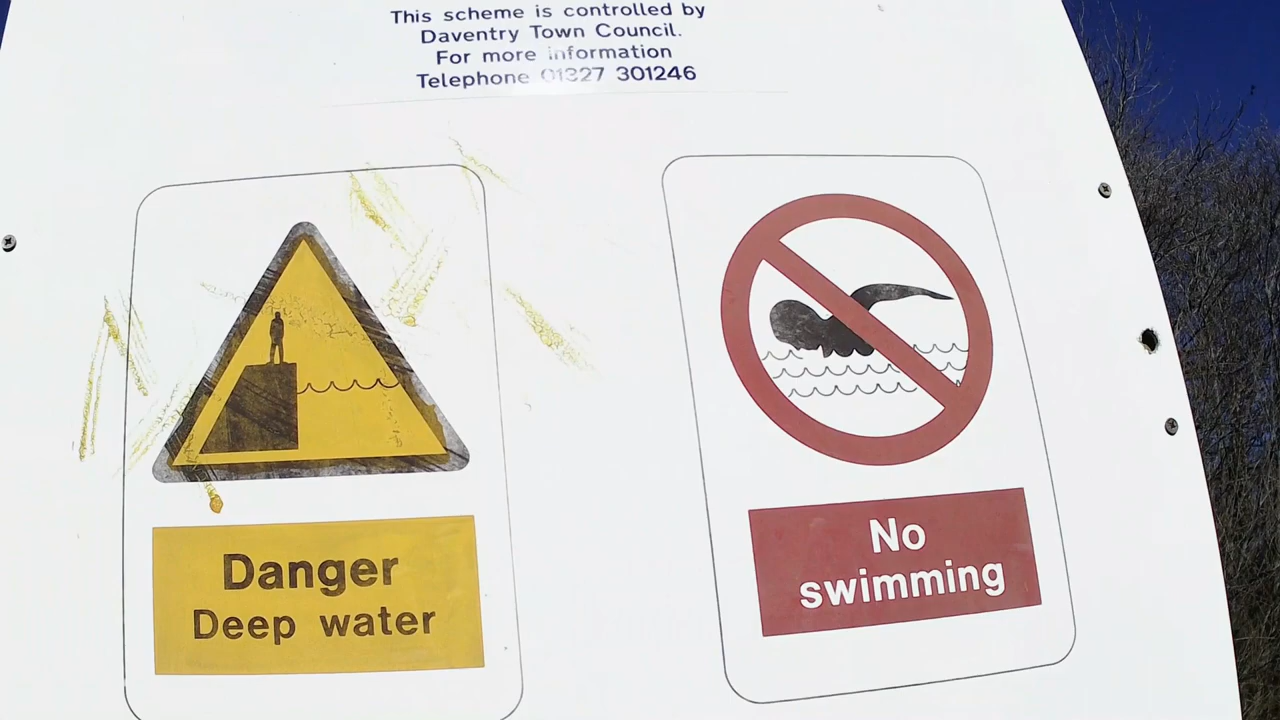 This scheme is controlled by
Daventry Town Council.
For more information
Telephone 01327 301246
Danger
Deep water
No
swimming